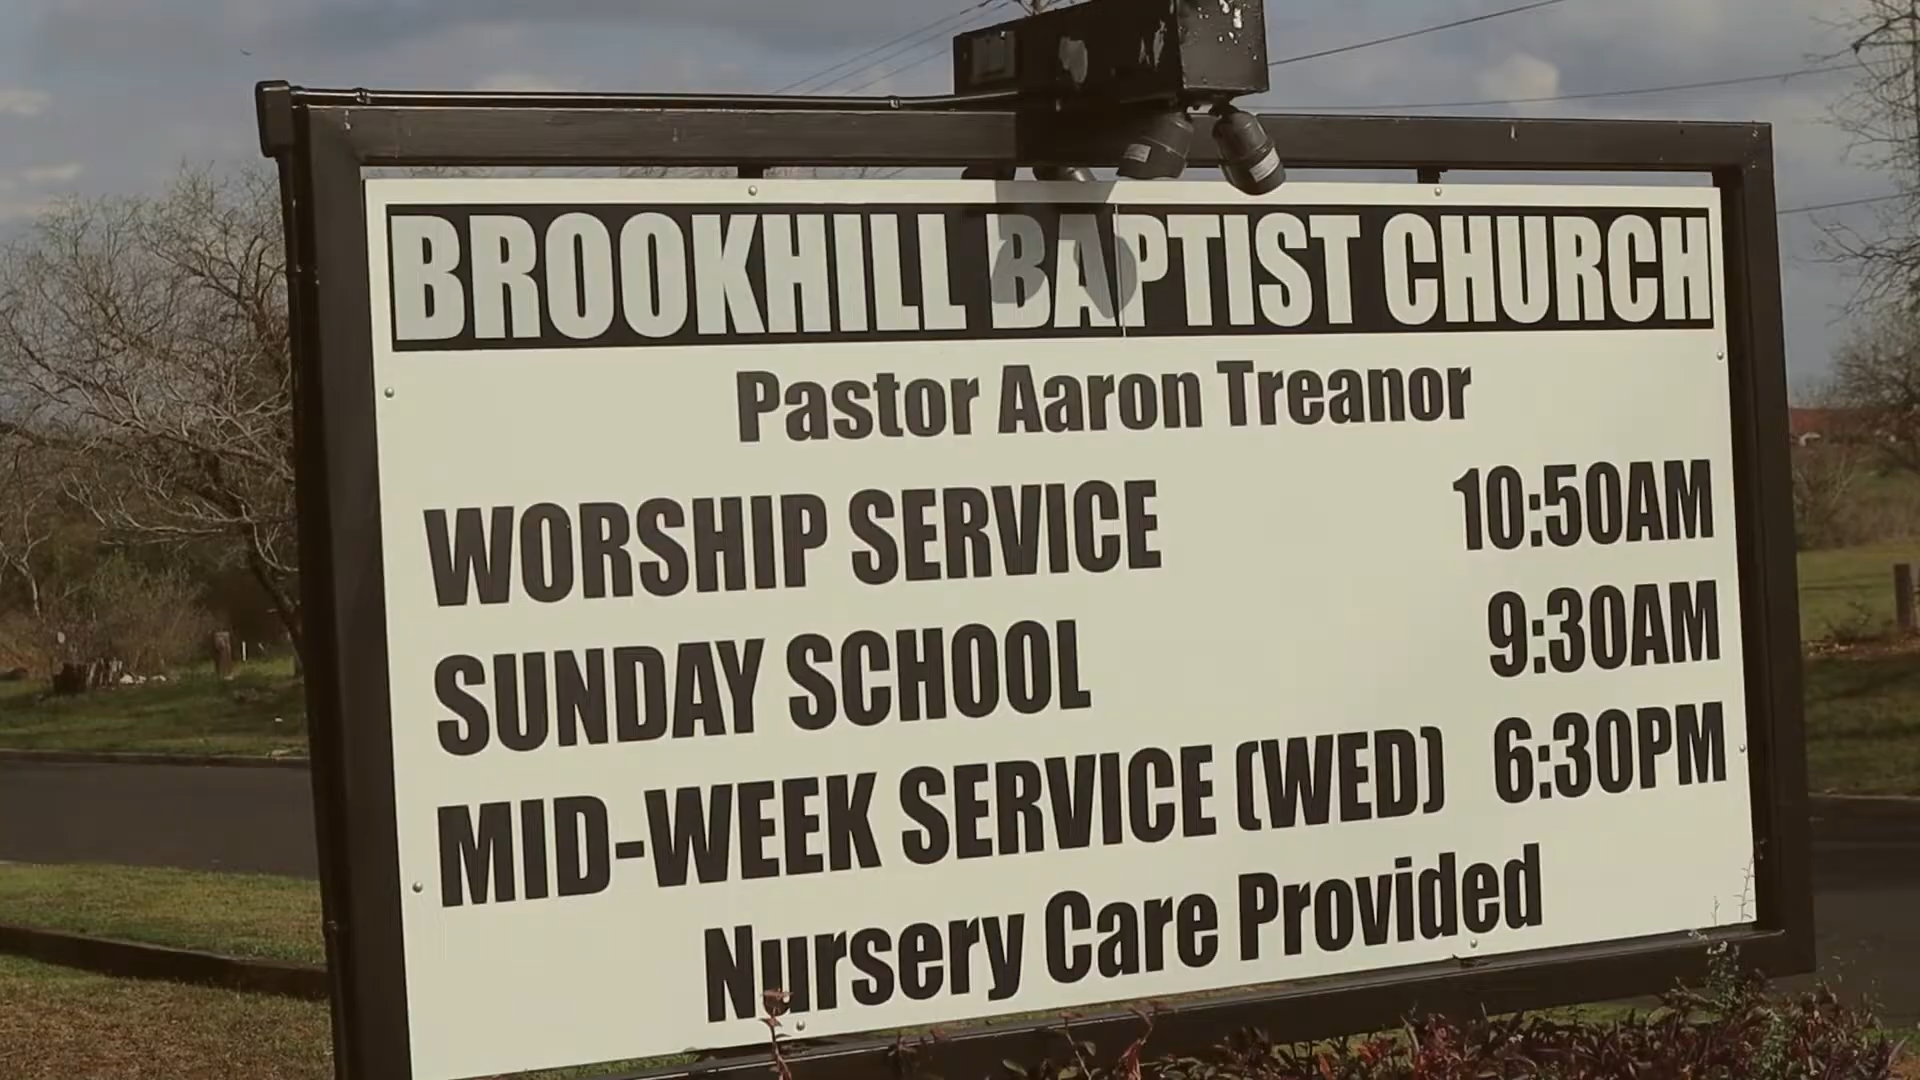 BROOKHILL BAPTIST CHURCH
Pastor Aaron Treanor
WORSHIP SERVICE 10:50AM
SUNDAY SCHOOL 9:30AM
MID-WEEK SERVICE (WED) 6:30PM
Nursery Care Provided